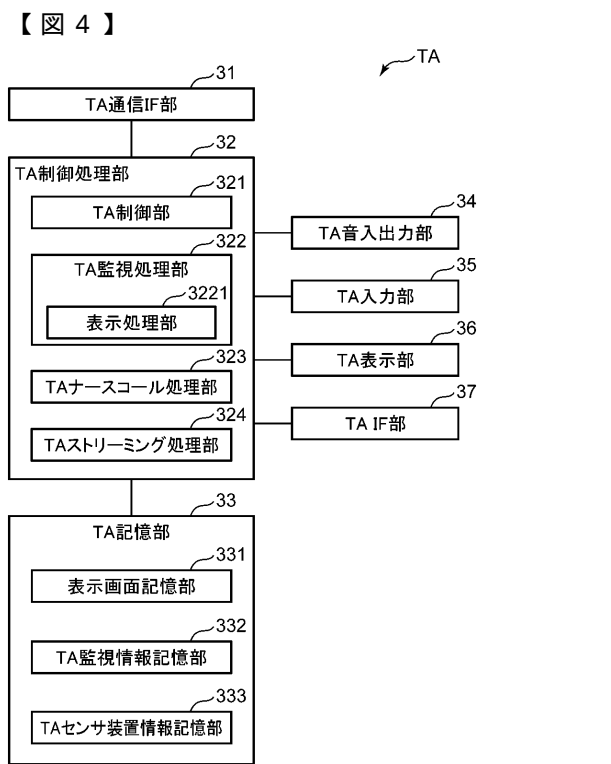 【図４】
TA
31
TA通信IF部
32
TA制御処理部
321
TA制御部
322
TA監視処理部
3221
表示処理部
323
TAナースコール処理部
324
TAストリーミング処理部
34
TA音入出力部
35
TA入力部
36
TA表示部
37
TA IF部
33
TA記憶部
331
表示画面記憶部
332
TA監視情報記憶部
333
TAセンサ装置情報記憶部